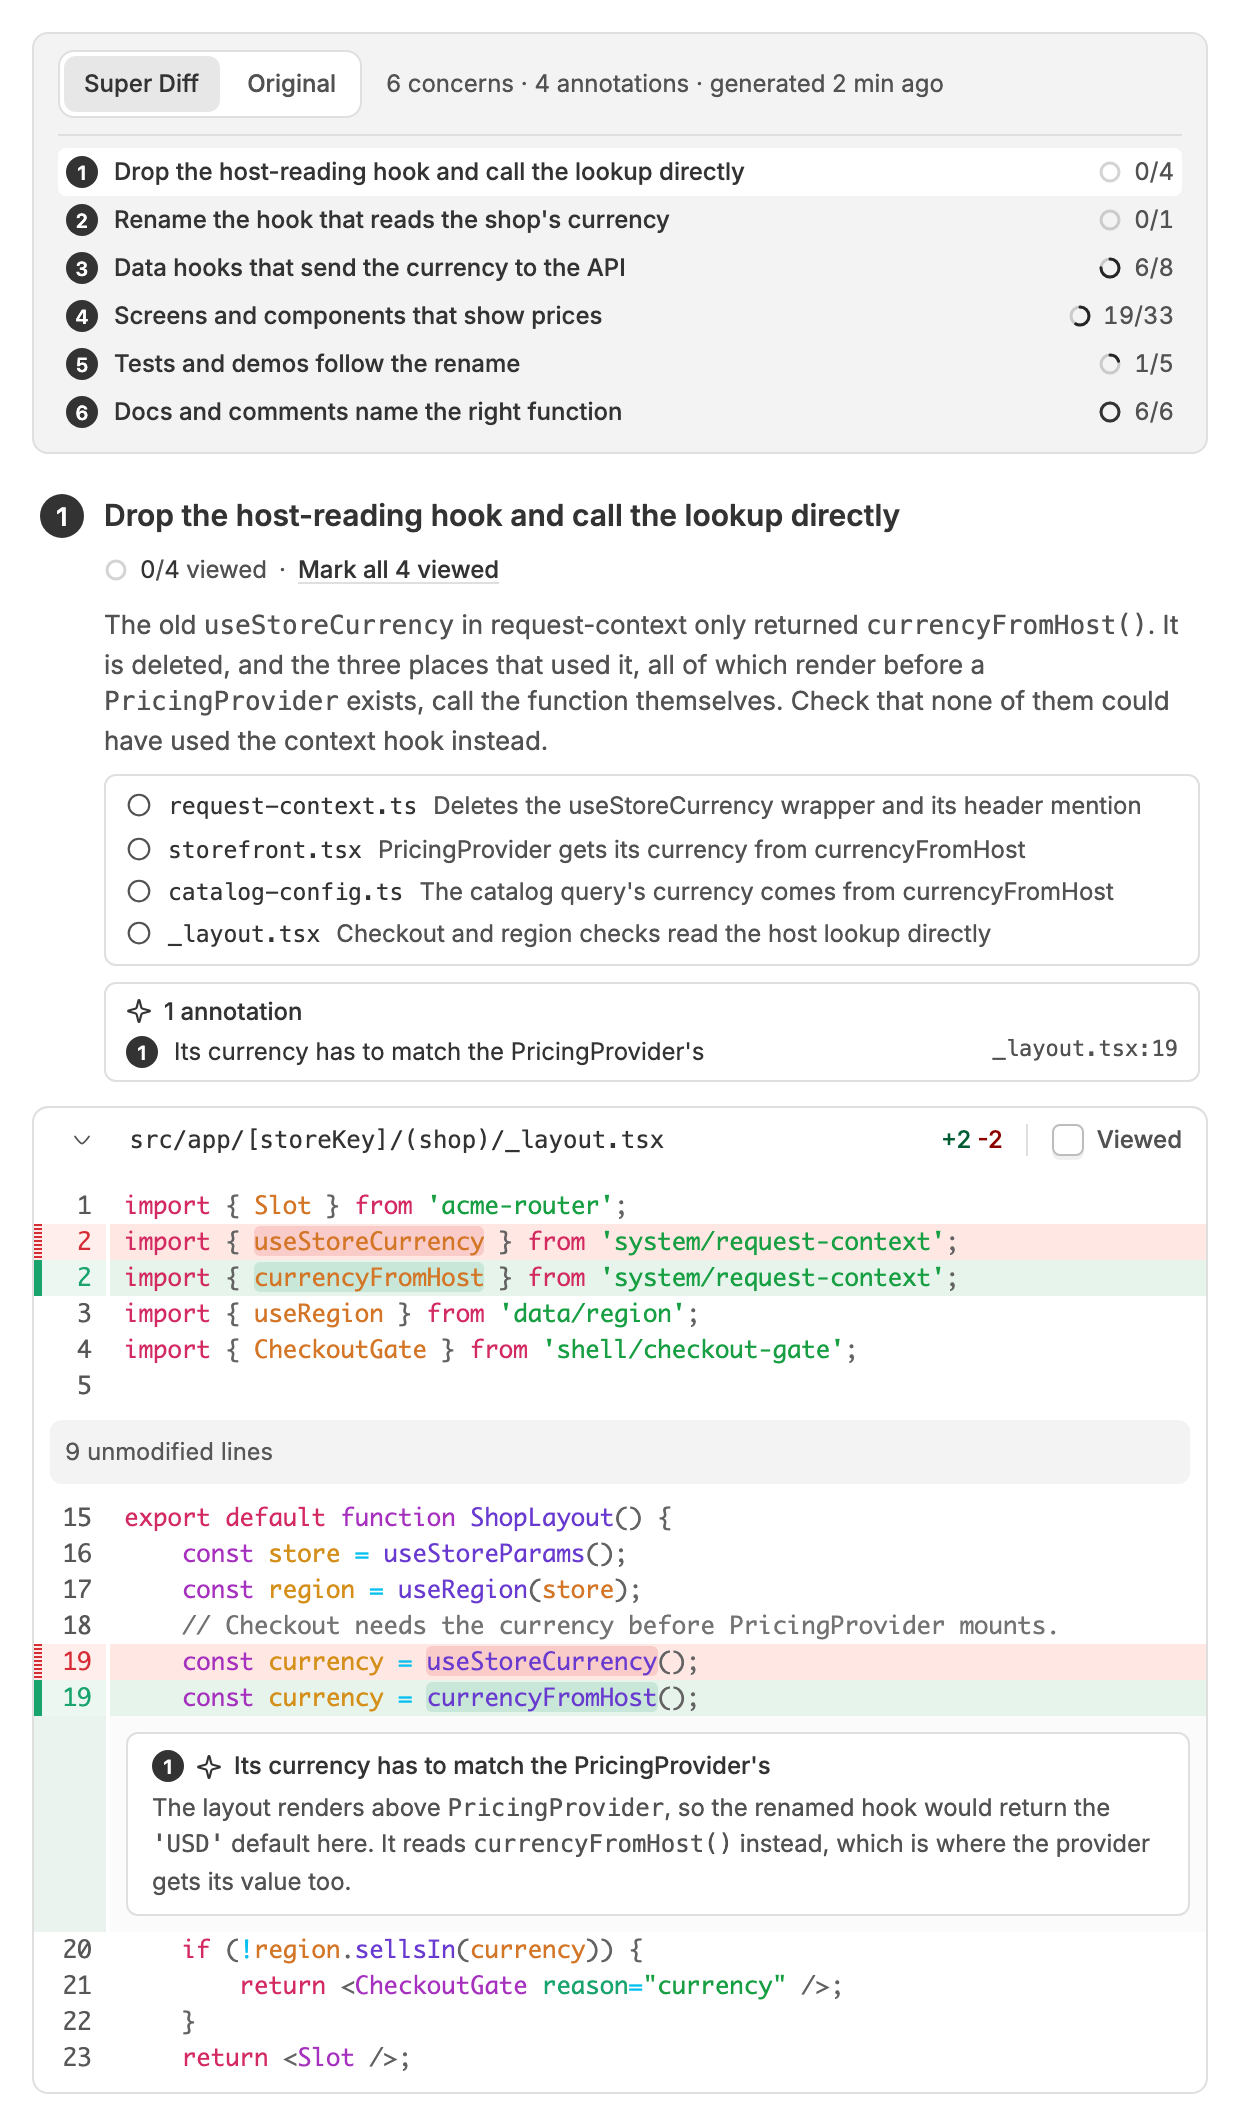 Super Diff Original 6 concerns · 4 annotations · generated 2 min ago
1 Drop the host-reading hook and call the lookup directly 0/4
2 Rename the hook that reads the shop's currency 0/1
3 Data hooks that send the currency to the API 6/8
4 Screens and components that show prices 19/33
5 Tests and demos follow the rename 1/5
6 Docs and comments name the right function 6/6
1 Drop the host-reading hook and call the lookup directly
0/4 viewed · Mark all 4 viewed
The old useStoreCurrency in request-context only returned currencyFromHost(). It
is deleted, and the three places that used it, all of which render before a
PricingProvider exists, call the function themselves. Check that none of them could
have used the context hook instead.
request-context.ts Deletes the useStoreCurrency wrapper and its header mention
storefront.tsx PricingProvider gets its currency from currencyFromHost
catalog-config.ts The catalog query's currency comes from currencyFromHost
_layout.tsx Checkout and region checks read the host lookup directly
1 annotation
1 Its currency has to match the PricingProvider's _layout.tsx:19
src/app/[storeKey]/(shop)/_layout.tsx +2 -2 Viewed
1 import { Slot } from 'acme-router';
2 import { useStoreCurrency } from 'system/request-context';
2 import { currencyFromHost } from 'system/request-context';
3 import { useRegion } from 'data/region';
4 import { CheckoutGate } from 'shell/checkout-gate';
5
9 unmodified lines
15 export default function ShopLayout() {
16 const store = useStoreParams();
17 const region = useRegion(store);
18 // Checkout needs the currency before PricingProvider mounts.
19 const currency = useStoreCurrency();
19 const currency = currencyFromHost();
1 Its currency has to match the PricingProvider's
The layout renders above PricingProvider, so the renamed hook would return the
'USD' default here. It reads currencyFromHost() instead, which is where the provider
gets its value too.
20 if (!region.sellsIn(currency)) {
21 return <CheckoutGate reason="currency" />;
22 }
23 return <Slot />;